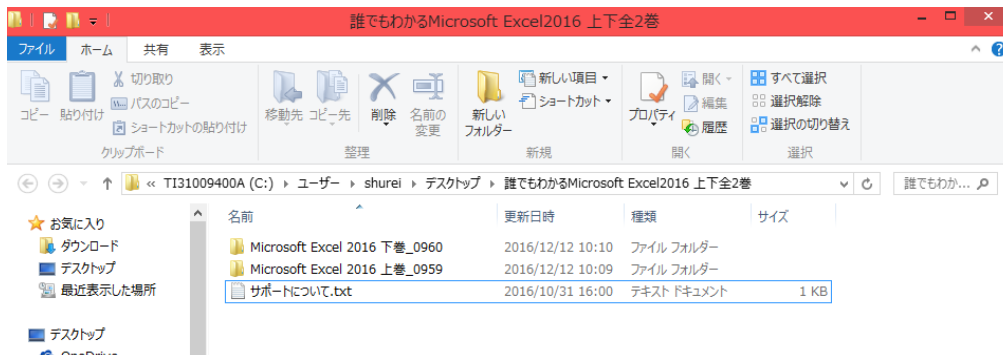 誰でもわかるMicrosoft Excel2016 上下全2巻
ファイル ホーム 共有 表示
コピー 貼り付け 切り取り パスのコピー ショートカットの貼り付け
クリップボード
移動先 コピー先 削除 名前の変更
整理
新しいフォルダー 新しい項目 ショートカット
新規
プロパティ 開く 編集 履歴
開く
すべて選択 選択解除 選択の切り替え
選択
« TI31009400A (C:) ▸ ユーザー ▸ shurei ▸ デスクトップ ▸ 誰でもわかるMicrosoft Excel2016 上下全2巻
誰でもわか...
お気に入り
ダウンロード
デスクトップ
最近表示した場所
デスクトップ
OneDrive
名前 更新日時 種類 サイズ
Microsoft Excel 2016 下巻_0960 2016/12/12 10:10 ファイル フォルダー
Microsoft Excel 2016 上巻_0959 2016/12/12 10:09 ファイル フォルダー
サポートについて.txt 2016/10/31 16:00 テキスト ドキュメント 1 KB